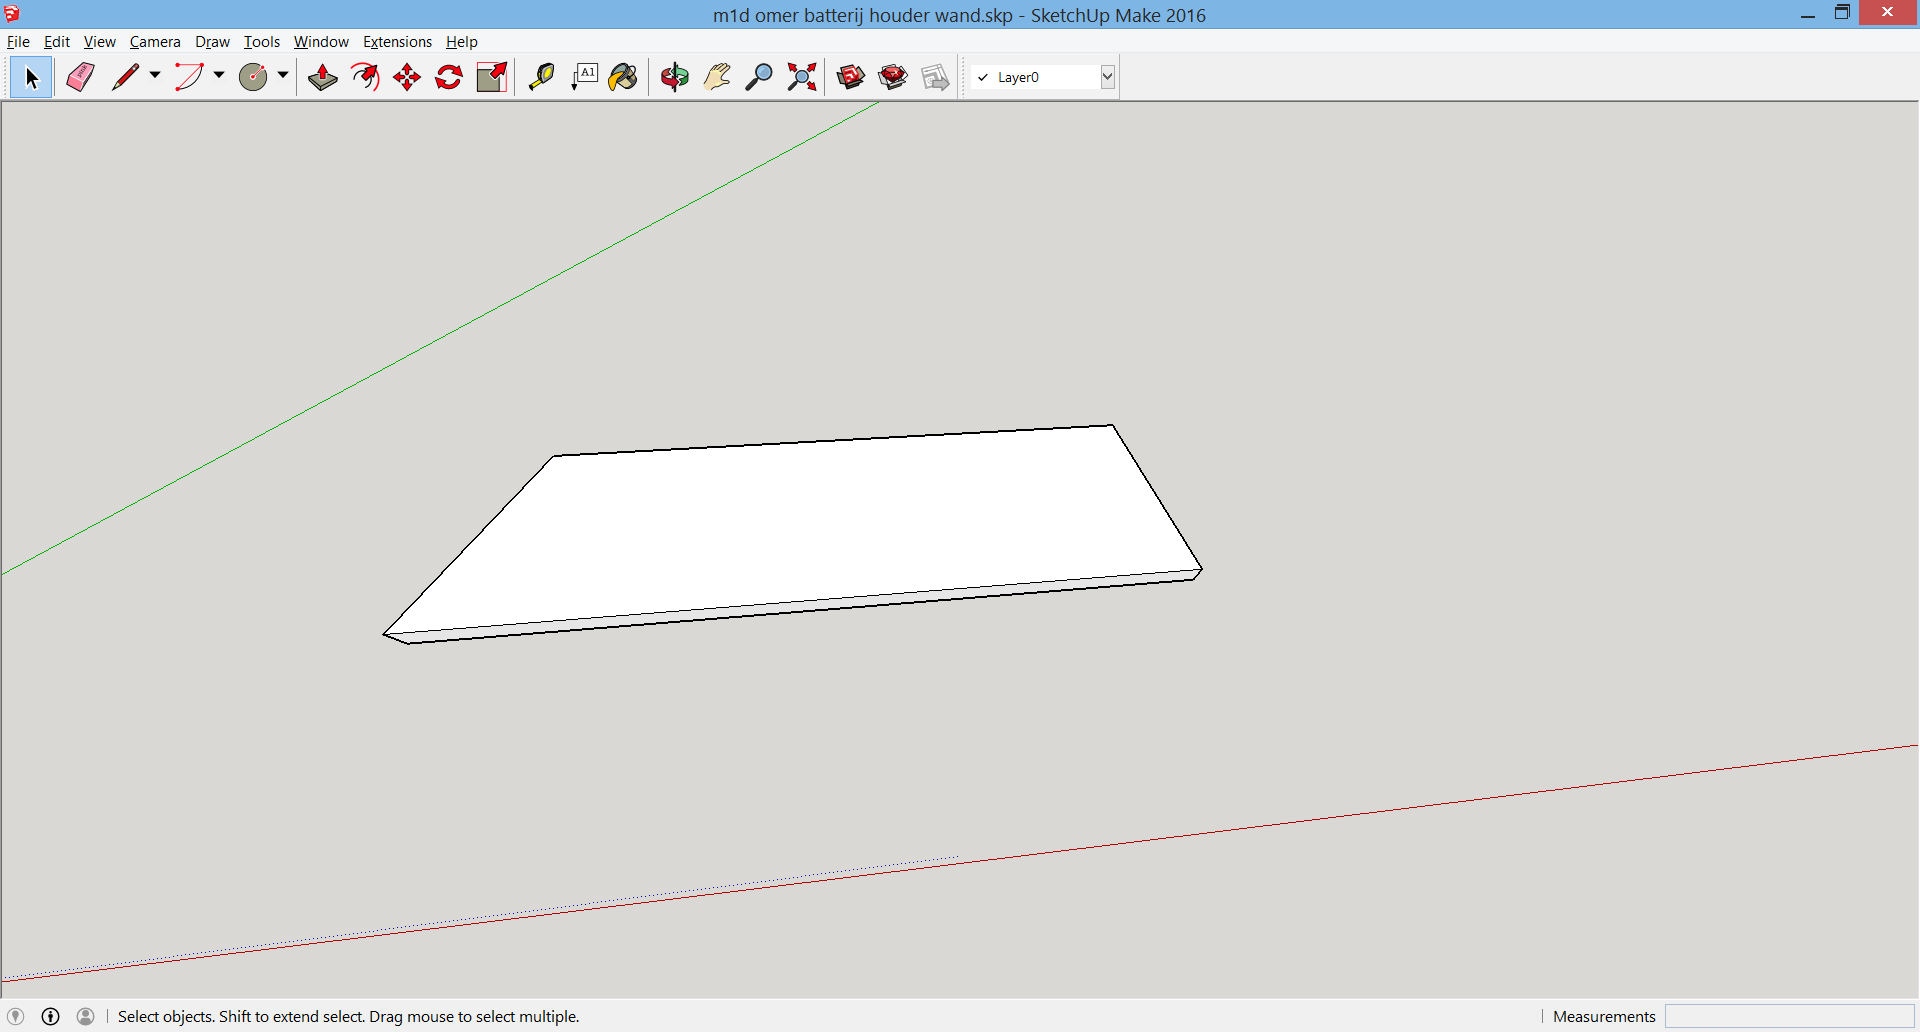 m1d omer batterij houder wand.skp - SketchUp Make 2016
File Edit View Camera Draw Tools Window Extensions Help
A1
Layer0
Select objects. Shift to extend select. Drag mouse to select multiple.
Measurements